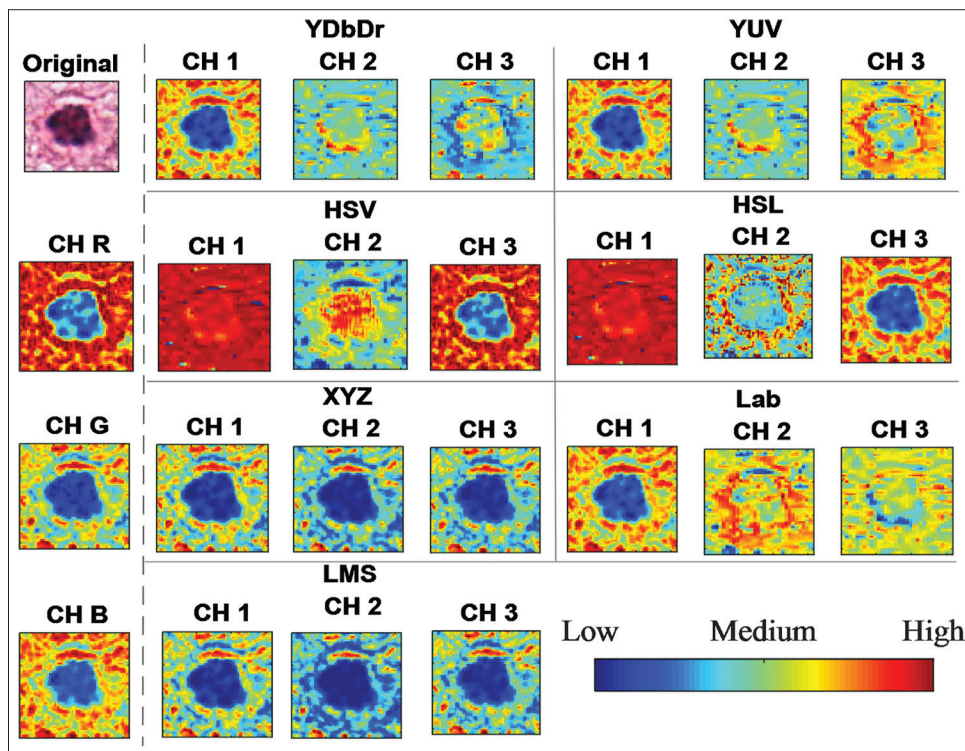 YDbDr YUV
Original CH 1 CH 2 CH 3 CH 1 CH 2 CH 3
HSV HSL
CH R CH 1 CH 2 CH 3 CH 1 CH 2 CH 3
XYZ Lab
CH G CH 1 CH 2 CH 3 CH 1 CH 2 CH 3
LMS
CH B CH 1 CH 2 CH 3
Low Medium High